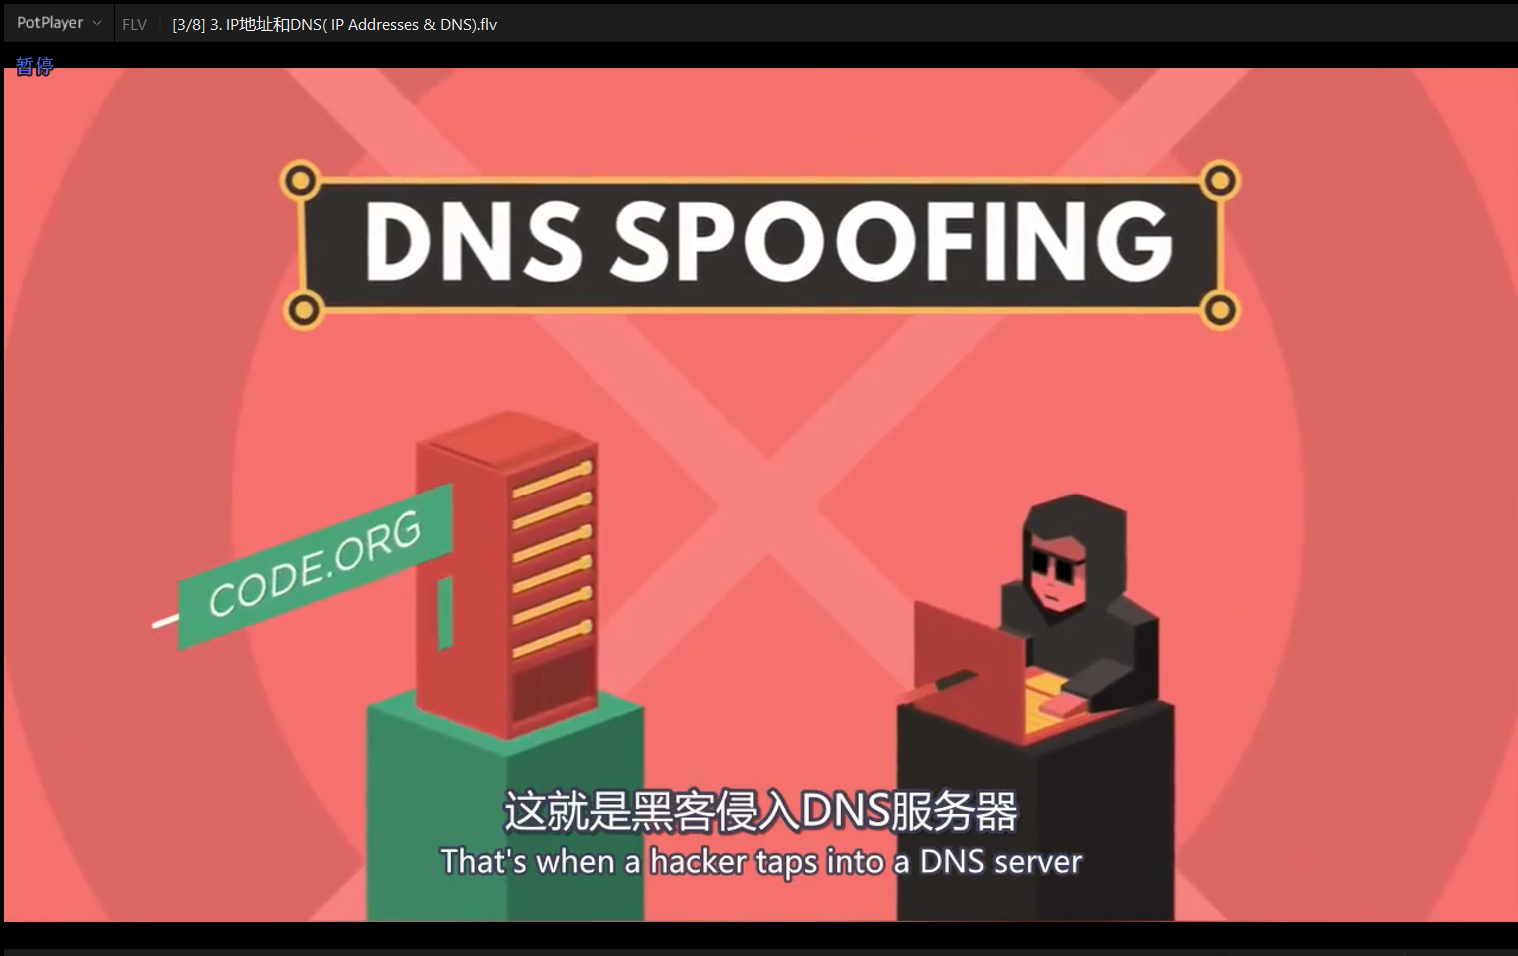 PotPlayer FLV [3/8] 3. IP地址和DNS( IP Addresses & DNS).flv
暂停
DNS SPOOFING
CODE.ORG
这就是黑客侵入DNS服务器
That's when a hacker taps into a DNS server